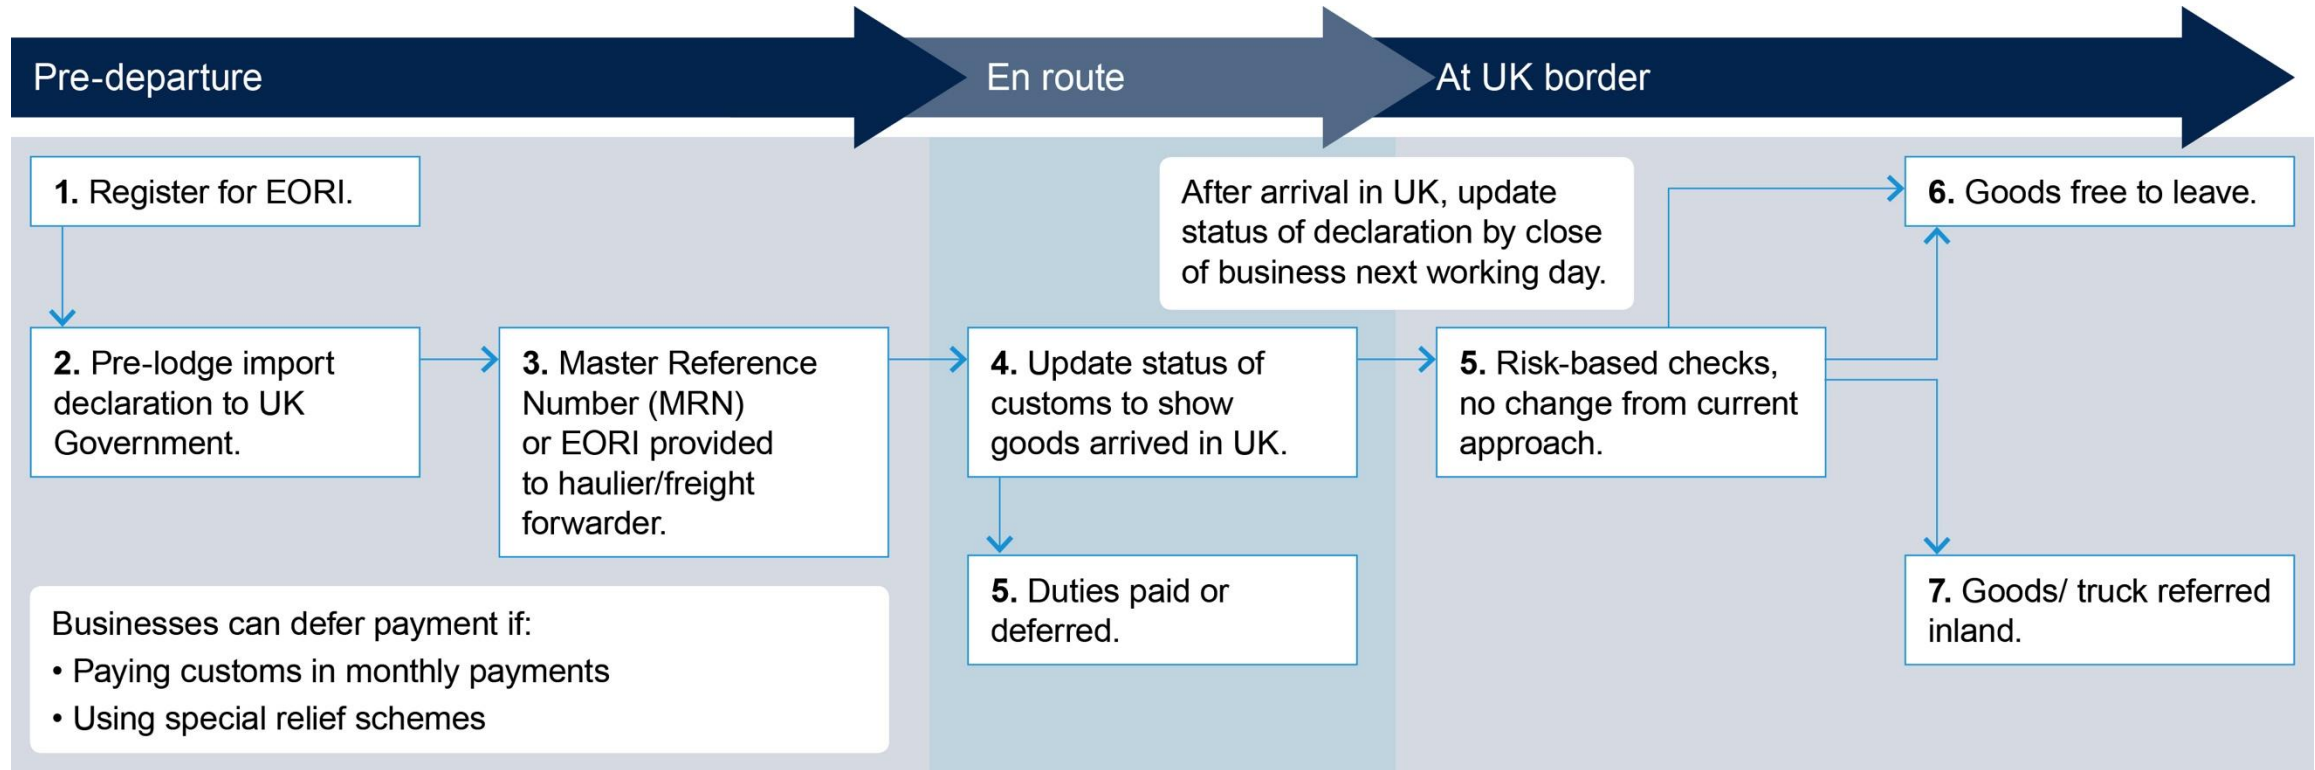 Pre-departure
En route
At UK border
1. Register for EORI.
2. Pre-lodge import
declaration to UK
Government.
3. Master Reference
Number (MRN)
or EORI provided
to haulier/freight
forwarder.
Businesses can defer payment if:
• Paying customs in monthly payments
• Using special relief schemes
After arrival in UK, update
status of declaration by close
of business next working day.
4. Update status of
customs to show
goods arrived in UK.
5. Duties paid or
deferred.
5. Risk-based checks,
no change from current
approach.
6. Goods free to leave.
7. Goods/ truck referred
inland.